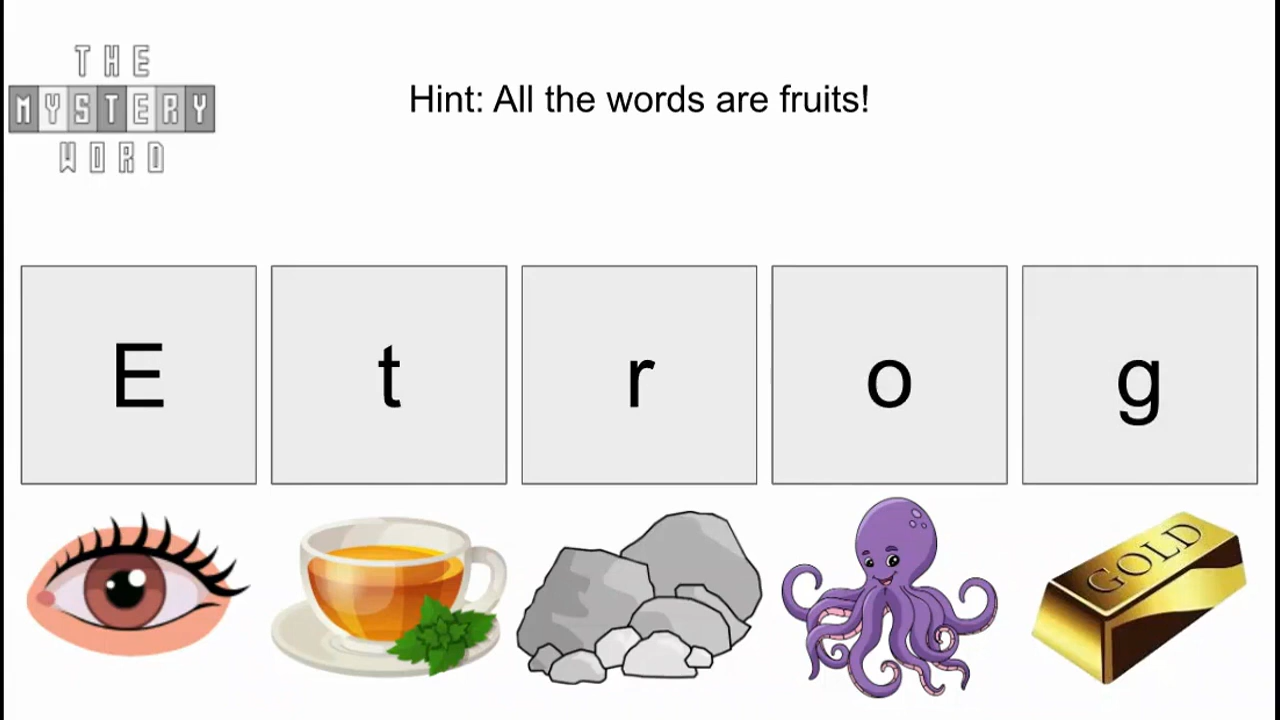 THE
MYSTERY
WORD
Hint: All the words are fruits!
E t r o g
GOLD